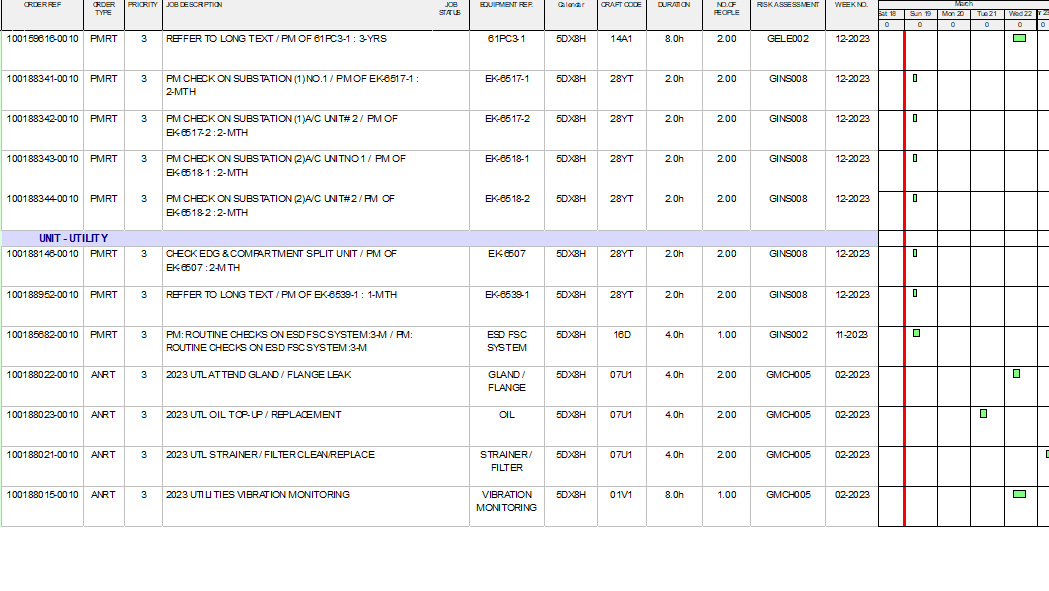 ORDER REF ORDER TYPE PRIORITY JOB DESCRIPTION JOB STATUS EQUIPMENT REF. Calendar CRAFT CODE DURATION NO.OF PEOPLE RISK ASSESSMENT WEEK NO. March
Sat 18 Sun 19 Mon 20 Tue 21 Wed 22
0 0 0 0 0 0
100159616-0010 PMRT 3 REFFER TO LONG TEXT / PM OF 61PC3-1 : 3-YRS 61PC3-1 5DX8H 14A1 8.0h 2.00 GELE002 12-2023
100188341-0010 PMRT 3 PM CHECK ON SUBSTATION (1)NO.1 / PM OF EK-6517-1 : EK-6517-1 5DX8H 28YT 2.0h 2.00 GINS008 12-2023
2-MTH
100188342-0010 PMRT 3 PM CHECK ON SUBSTATION (1)A/C UNIT# 2 / PM OF EK-6517-2 5DX8H 28YT 2.0h 2.00 GINS008 12-2023
EK-6517-2 : 2-MTH
100188343-0010 PMRT 3 PM CHECK ON SUBSTATION (2)A/C UNITNO 1 / PM OF EK-6518-1 5DX8H 28YT 2.0h 2.00 GINS008 12-2023
EK-6518-1 : 2-MTH
100188344-0010 PMRT 3 PM CHECK ON SUBSTATION (2)A/C UNIT# 2 / PM OF EK-6518-2 5DX8H 28YT 2.0h 2.00 GINS008 12-2023
EK-6518-2 : 2-MTH
UNIT - UTILITY
100188146-0010 PMRT 3 CHECK EDG & COMPARTMENT SPLIT UNIT / PM OF EK-6507 5DX8H 28YT 2.0h 2.00 GINS008 12-2023
EK-6507 : 2-MTH
100188952-0010 PMRT 3 REFFER TO LONG TEXT / PM OF EK-6539-1 : 1-MTH EK-6539-1 5DX8H 28YT 2.0h 2.00 GINS008 12-2023
100185682-0010 PMRT 3 PM: ROUTINE CHECKS ON ESD FSC SYSTEM:3-M / PM: ESD FSC 5DX8H 16D 4.0h 1.00 GINS002 11-2023
ROUTINE CHECKS ON ESD FSC SYSTEM:3-M SYSTEM
100188022-0010 ANRT 3 2023 UTL ATTEND GLAND / FLANGE LEAK GLAND / 5DX8H 07U1 4.0h 2.00 GMCH005 02-2023
FLANGE
100188023-0010 ANRT 3 2023 UTL OIL TOP-UP / REPLACEMENT OIL 5DX8H 07U1 4.0h 2.00 GMCH005 02-2023
100188021-0010 ANRT 3 2023 UTL STRAINER / FILTER CLEAN/REPLACE STRAINER / 5DX8H 07U1 4.0h 2.00 GMCH005 02-2023
FILTER
100188015-0010 ANRT 3 2023 UTILITIES VIBRATION MONITORING VIBRATION 5DX8H 01V1 8.0h 1.00 GMCH005 02-2023
MONITORING